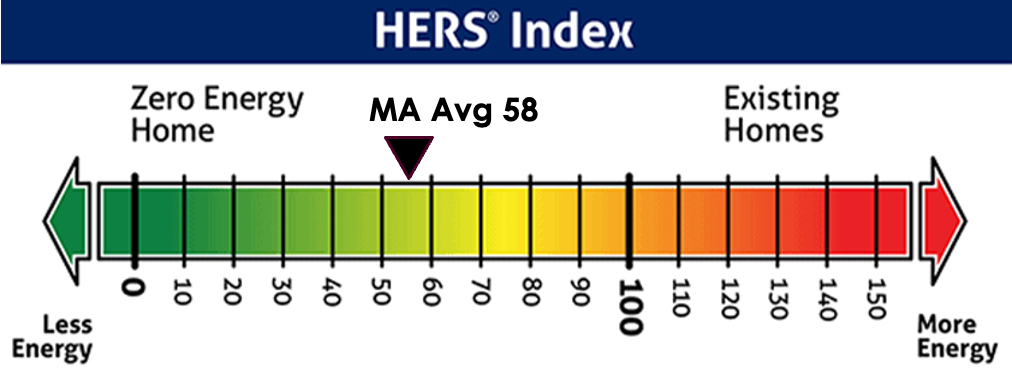 HERS® Index
Zero Energy
Home
MA Avg 58
Existing
Homes
0
10
20
30
40
50
60
70
80
90
100
110
120
130
140
150
Less
Energy
More
Energy